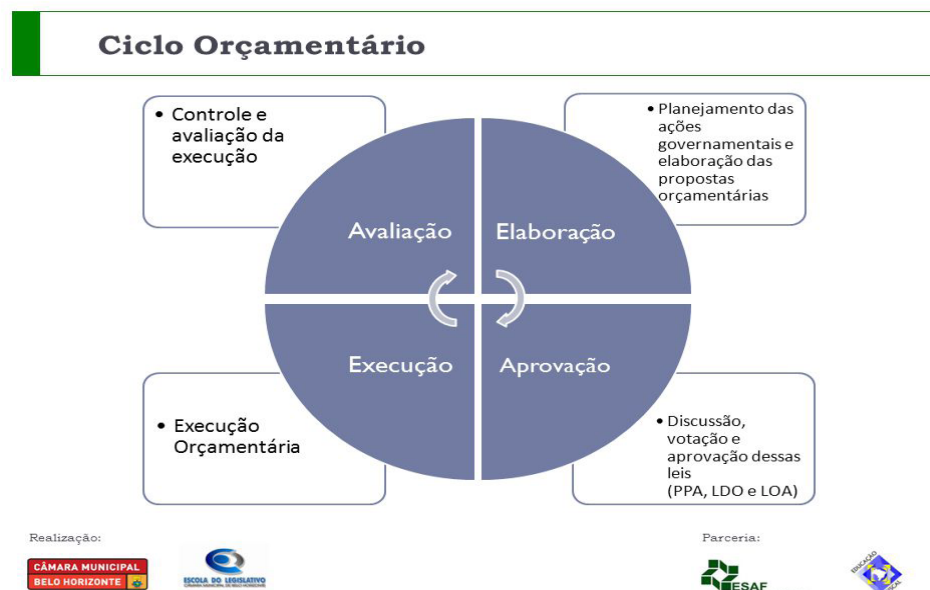 Ciclo Orçamentário
• Controle e
avaliação da
execução
• Planejamento das
ações
governamentais e
elaboração das
propostas
orçamentárias
Avaliação
Elaboração
Execução
Aprovação
• Execução
Orçamentária
• Discussão,
votação e
aprovação dessas
leis
(PPA, LDO e LOA)
Realização:
Parceria:
CÂMARA MUNICIPAL
BELO HORIZONTE
ESCOLA DO LEGISLATIVO
ESAF
EDUCAÇÃO